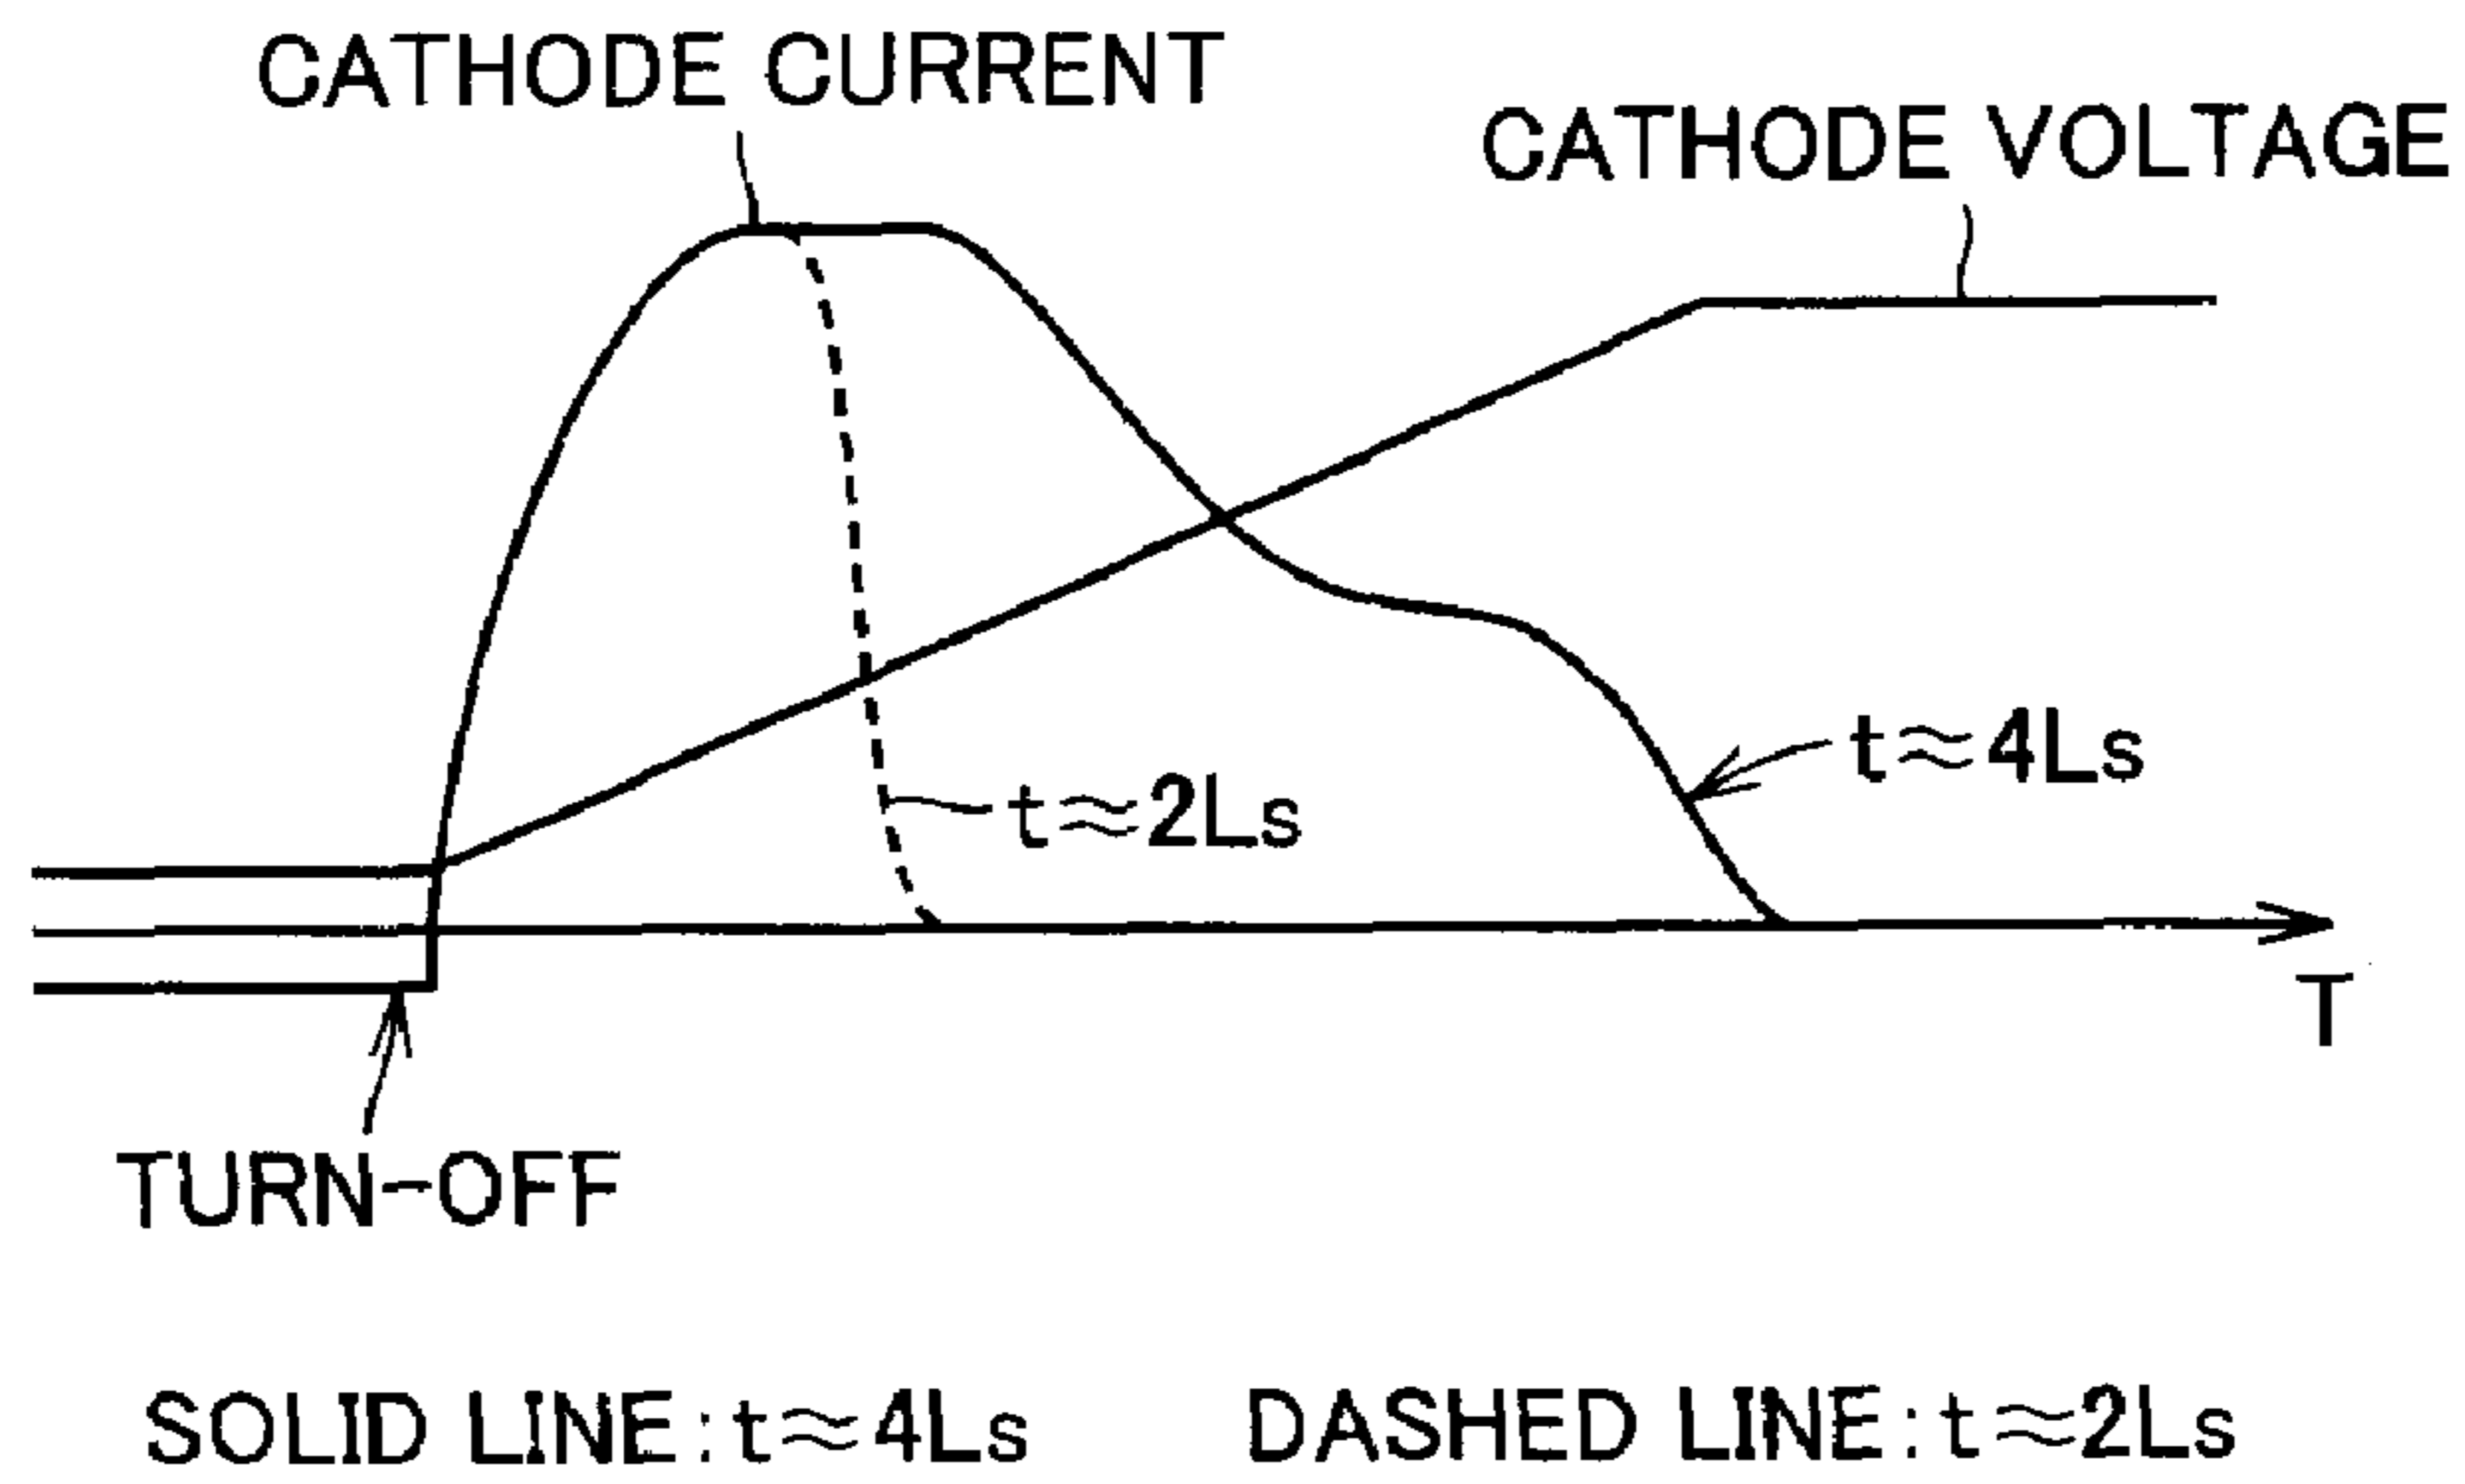 CATHODE CURRENT
CATHODE VOLTAGE
t≈4Ls
t≈2Ls
T
TURN-OFF
SOLID LINE:t≈4Ls
DASHED LINE:t≈2Ls